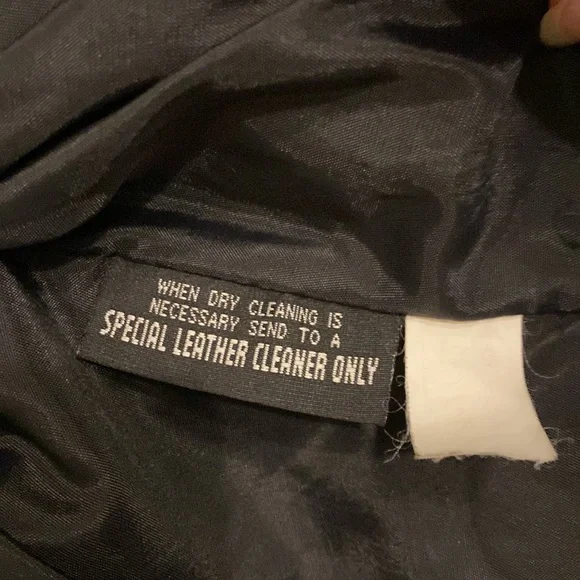 WHEN DRY CLEANING IS
NECESSARY SEND TO A
SPECIAL LEATHER CLEANER ONLY